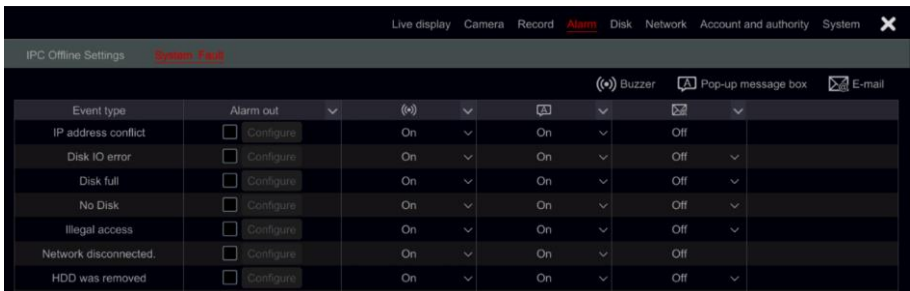 Live display Camera Record Alarm Disk Network Account and authority System
IPC Offline Settings System Fault
Buzzer Pop-up message box E-mail
Event type Alarm out
IP address conflict Configure On On Off
Disk IO error Configure On On Off
Disk full Configure On On Off
No Disk Configure On On Off
Illegal access Configure On On Off
Network disconnected. Configure On On Off
HDD was removed Configure On On Off